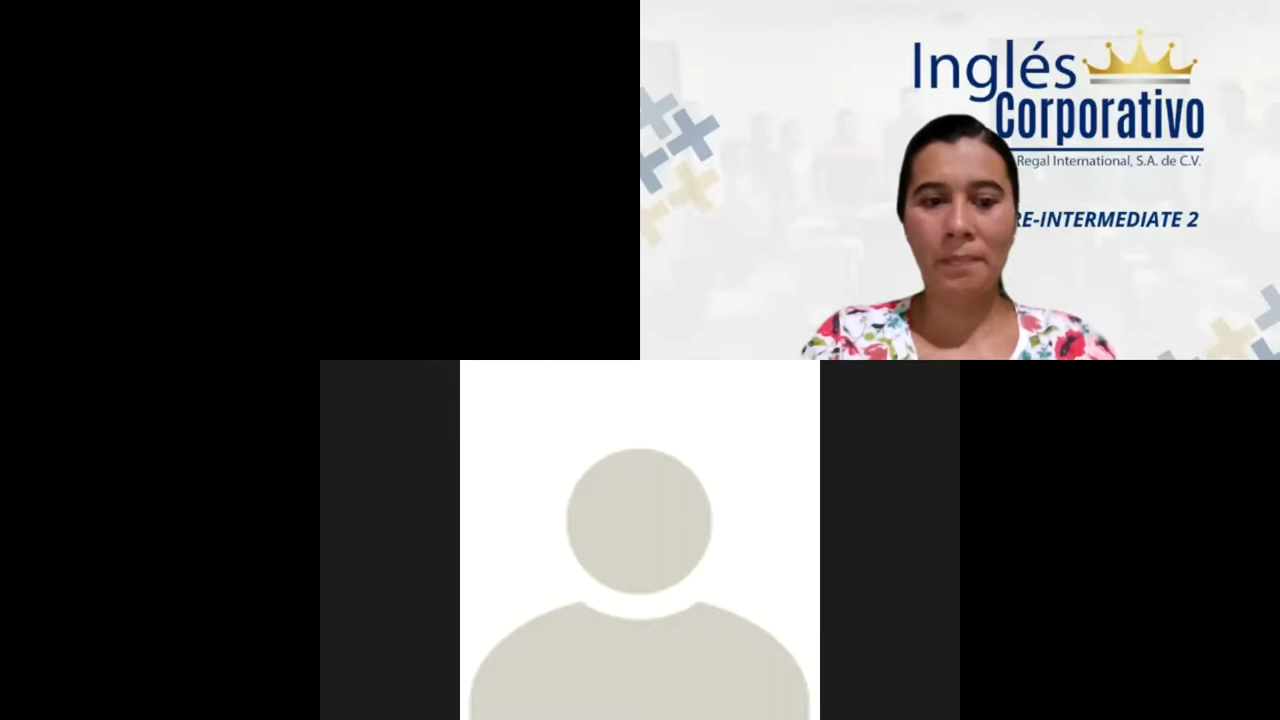 Inglés
Corporativo
Regal International, S.A. de C.V.
RE-INTERMEDIATE 2